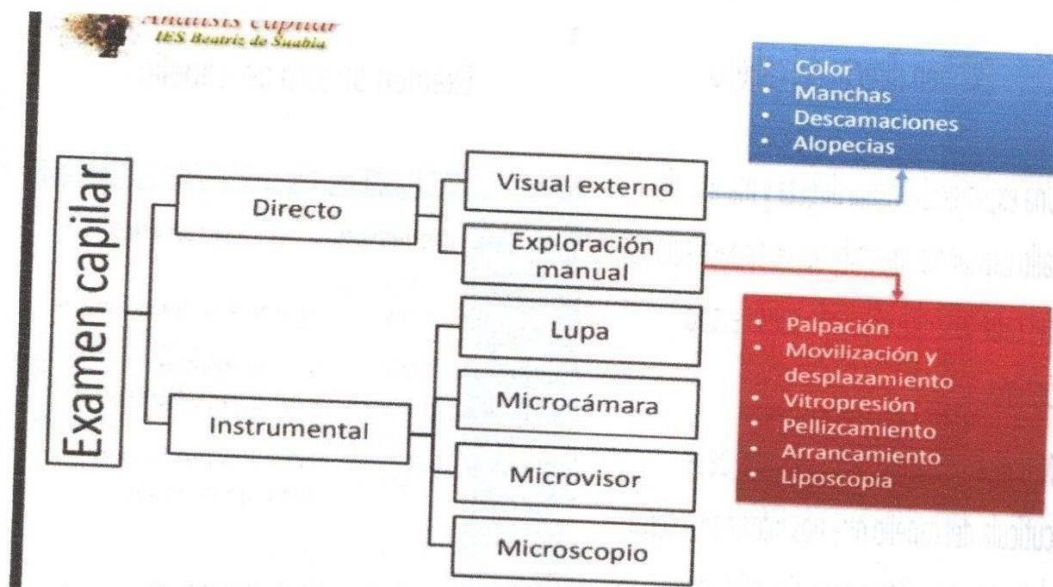 Análisis capilar
IES Beatriz de Suabia
Examen capilar
Directo
Visual externo
Exploración
manual
Instrumental
Lupa
Microcámara
Microvisor
Microscopio
• Color
• Manchas
• Descamaciones
• Alopecias
• Palpación
• Movilización y
desplazamiento
• Vitropresión
• Pellizcamiento
• Arrancamiento
• Liposcopia